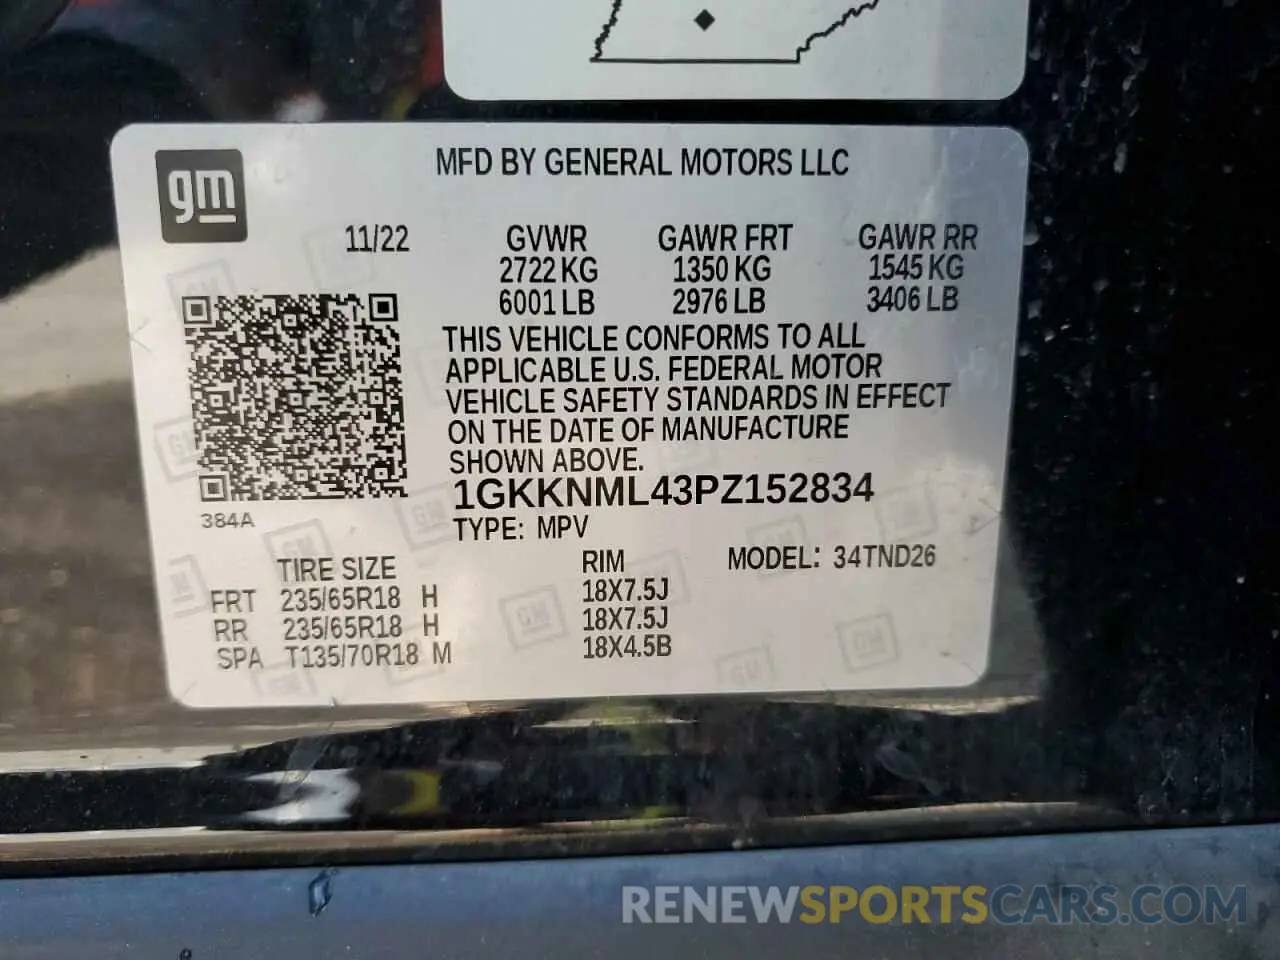 gm
MFD BY GENERAL MOTORS LLC
11/22 GVWR GAWR FRT GAWR RR
2722 KG 1350 KG 1545 KG
6001 LB 2976 LB 3406 LB
THIS VEHICLE CONFORMS TO ALL
APPLICABLE U.S. FEDERAL MOTOR
VEHICLE SAFETY STANDARDS IN EFFECT
ON THE DATE OF MANUFACTURE
SHOWN ABOVE.
1GKKNML43PZ152834
384A
TYPE: MPV
TIRE SIZE RIM MODEL: 34TND26
FRT 235/65R18 H 18X7.5J
RR 235/65R18 H 18X7.5J
SPA T135/70R18 M 18X4.5B
RENEWSPORTSCARS.COM